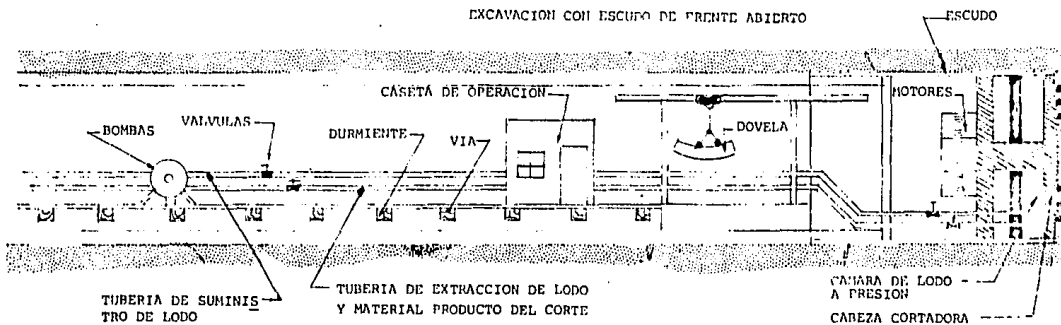 EXCAVACION CON ESCUDO DE FRENTE ABIERTO
ESCUDO
CASETA DE OPERACIÓN
MOTORES
BOMBAS
VALVULAS
DURMIENTE
VIA
DOVELA
TUBERIA DE SUMINIS
TRO DE LODO
TUBERIA DE EXTRACCION DE LODO
Y MATERIAL PRODUCTO DEL CORTE
CAMARA DE LODO
A PRESION
CABEZA CORTADORA